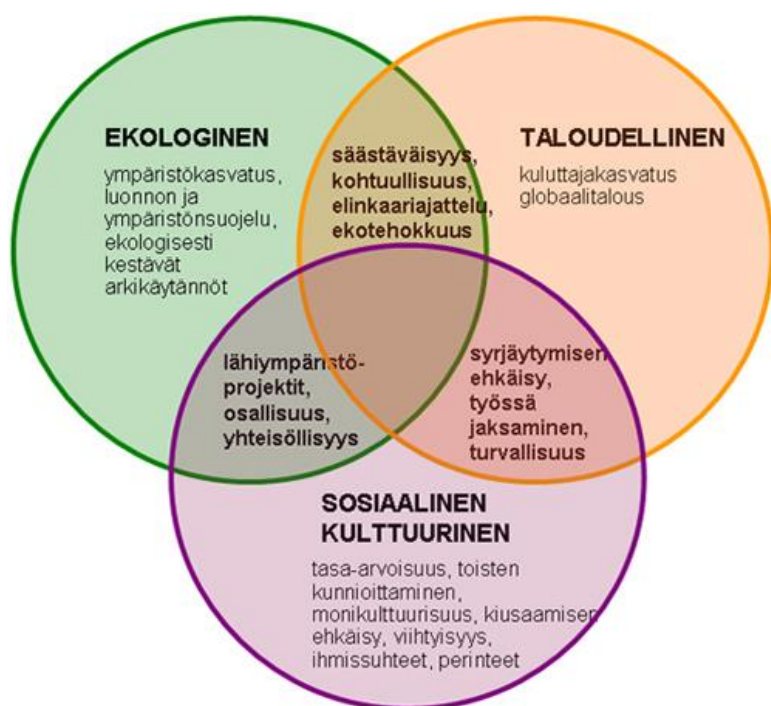 EKOLOGINEN
ympäristökasvatus,
luonnon ja
ympäristönsuojelu,
ekologisesti
kestävät
arkikäytännöt
säästäväisyys,
kohtuullisuus,
elinkaariajattelu,
ekotehokkuus
TALOUDELLINEN
kuluttajakasvatus
globaalitalous
lähiympäristö-
projektit,
osallisuus,
yhteisöllisyys
syrjäytymisen
ehkäisy,
työssä
jaksaminen,
turvallisuus
SOSIAALINEN
KULTTUURINEN
tasa-arvoisuus, toisten
kunnioittaminen,
monikulttuurisuus, kiusaamisen
ehkäisy, viihtyisyys,
ihmissuhteet, perinteet